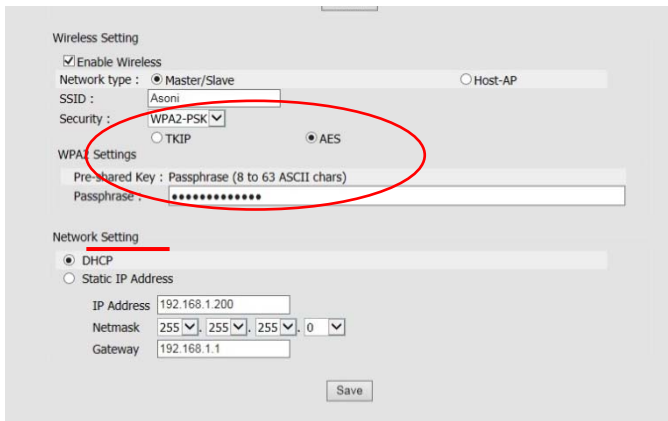 Wireless Setting
Enable Wireless
Network type : Master/Slave Host-AP
SSID : Asoni
Security : WPA2-PSK
TKIP AES
WPA2 Settings
Pre-shared Key : Passphrase (8 to 63 ASCII chars)
Passphrase : •••••••••••••
Network Setting
DHCP
Static IP Address
IP Address 192.168.1.200
Netmask 255 . 255 . 255 . 0
Gateway 192.168.1.1
Save